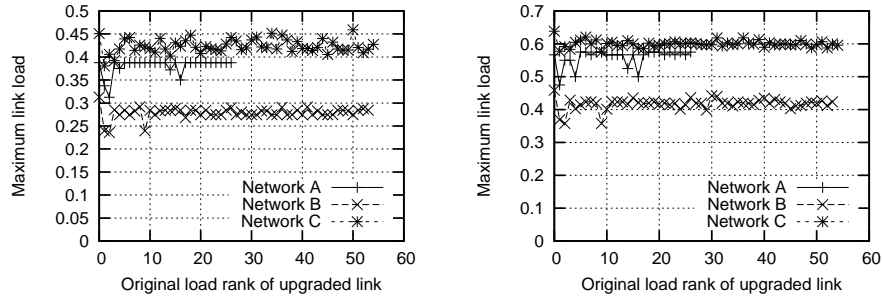 Maximum link load
0.5
0.45
0.4
0.35
0.3
0.25
0.2
0.15
0.1
0.05
0
Network A
Network B
Network C
0 10 20 30 40 50 60
Original load rank of upgraded link
Maximum link load
0.7
0.6
0.5
0.4
0.3
0.2
0.1
0
Network A
Network B
Network C
0 10 20 30 40 50 60
Original load rank of upgraded link